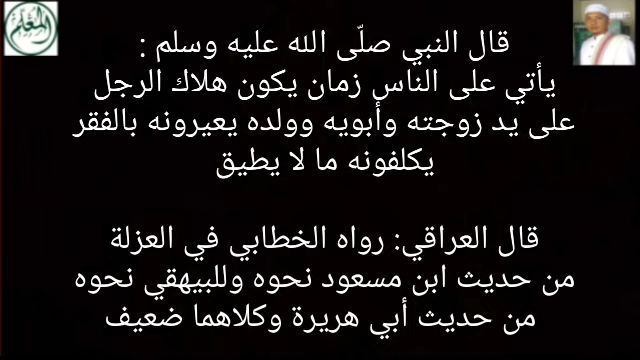 المعلم
قال النبي صلّى الله عليه وسلم :
يأتي على الناس زمان يكون هلاك الرجل
على يد زوجته وأبويه وولده يعيرونه بالفقر
يكلفونه ما لا يطيق
قال العراقي: رواه الخطابي في العزلة
من حديث ابن مسعود نحوه وللبيهقي نحوه
من حديث أبي هريرة وكلاهما ضعيف